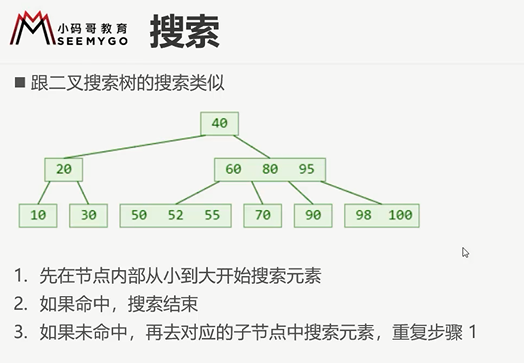 小码哥教育
SEEMYGO
搜索
■ 跟二叉搜索树的搜索类似
40
20 60 80 95
10 30 50 52 55 70 90 98 100
1. 先在节点内部从小到大开始搜索元素
2. 如果命中，搜索结束
3. 如果未命中，再去对应的子节点中搜索元素，重复步骤 1